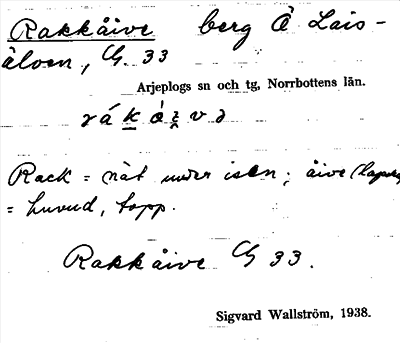 Rakkåive berg Å Lais-
älven, G. 33
Arjeplogs sn och tg, Norrbottens län.
Rack = nät under isen; åive (lapska)
= huvud, topp.
Rakkåive G 33.
Sigvard Wallström, 1938.